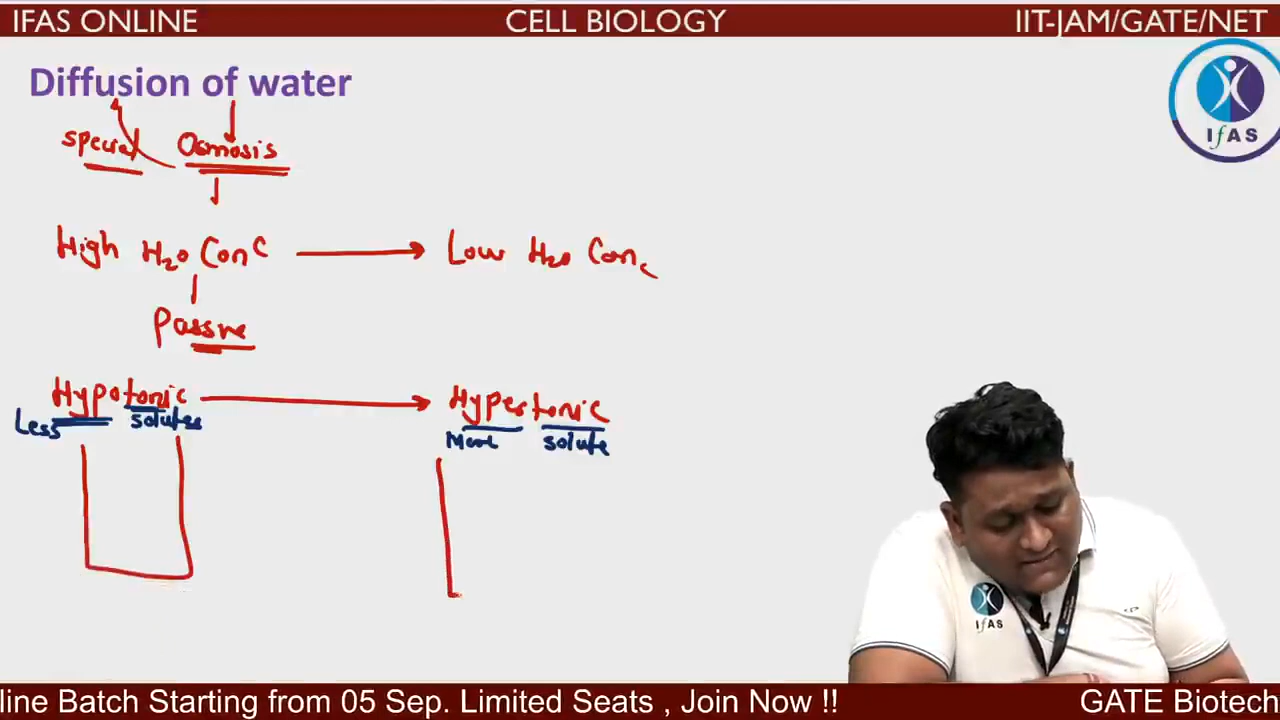 IFAS ONLINE CELL BIOLOGY IIT-JAM/GATE/NET
Diffusion of water
IfAS
special Osmosis
High H2O Conc → Low H2O Conc
Passive
Hypotonic → Hypertonic
Less solutes More solute
IfAS
line Batch Starting from 05 Sep. Limited Seats , Join Now !! GATE Biotech